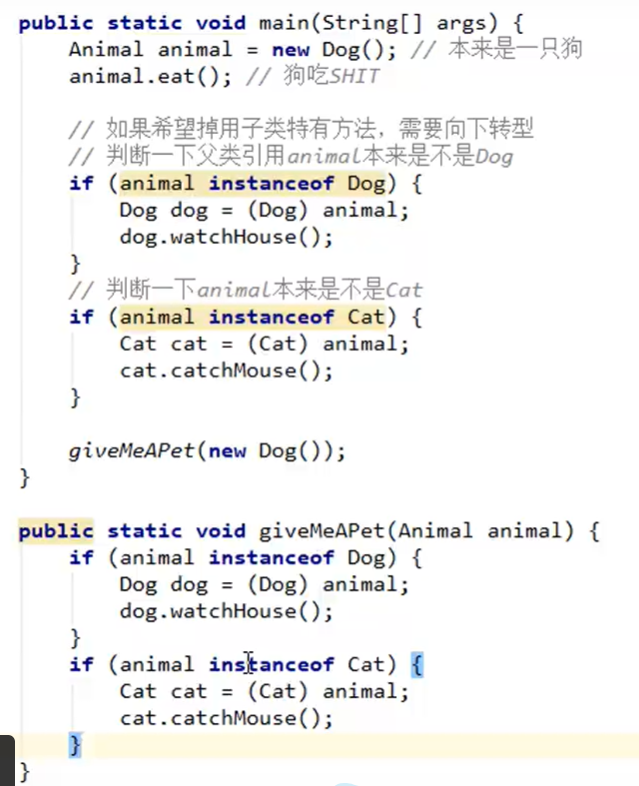 public static void main(String[] args) {
Animal animal = new Dog(); // 本来是一只狗
animal.eat(); // 狗吃SHIT
// 如果希望掉用子类特有方法，需要向下转型
// 判断一下父类引用animal本来是不是Dog
if (animal instanceof Dog) {
Dog dog = (Dog) animal;
dog.watchHouse();
}
// 判断一下animal本来是不是Cat
if (animal instanceof Cat) {
Cat cat = (Cat) animal;
cat.catchMouse();
}
giveMeAPet(new Dog());
}
public static void giveMeAPet(Animal animal) {
if (animal instanceof Dog) {
Dog dog = (Dog) animal;
dog.watchHouse();
}
if (animal instanceof Cat) {
Cat cat = (Cat) animal;
cat.catchMouse();
}
}